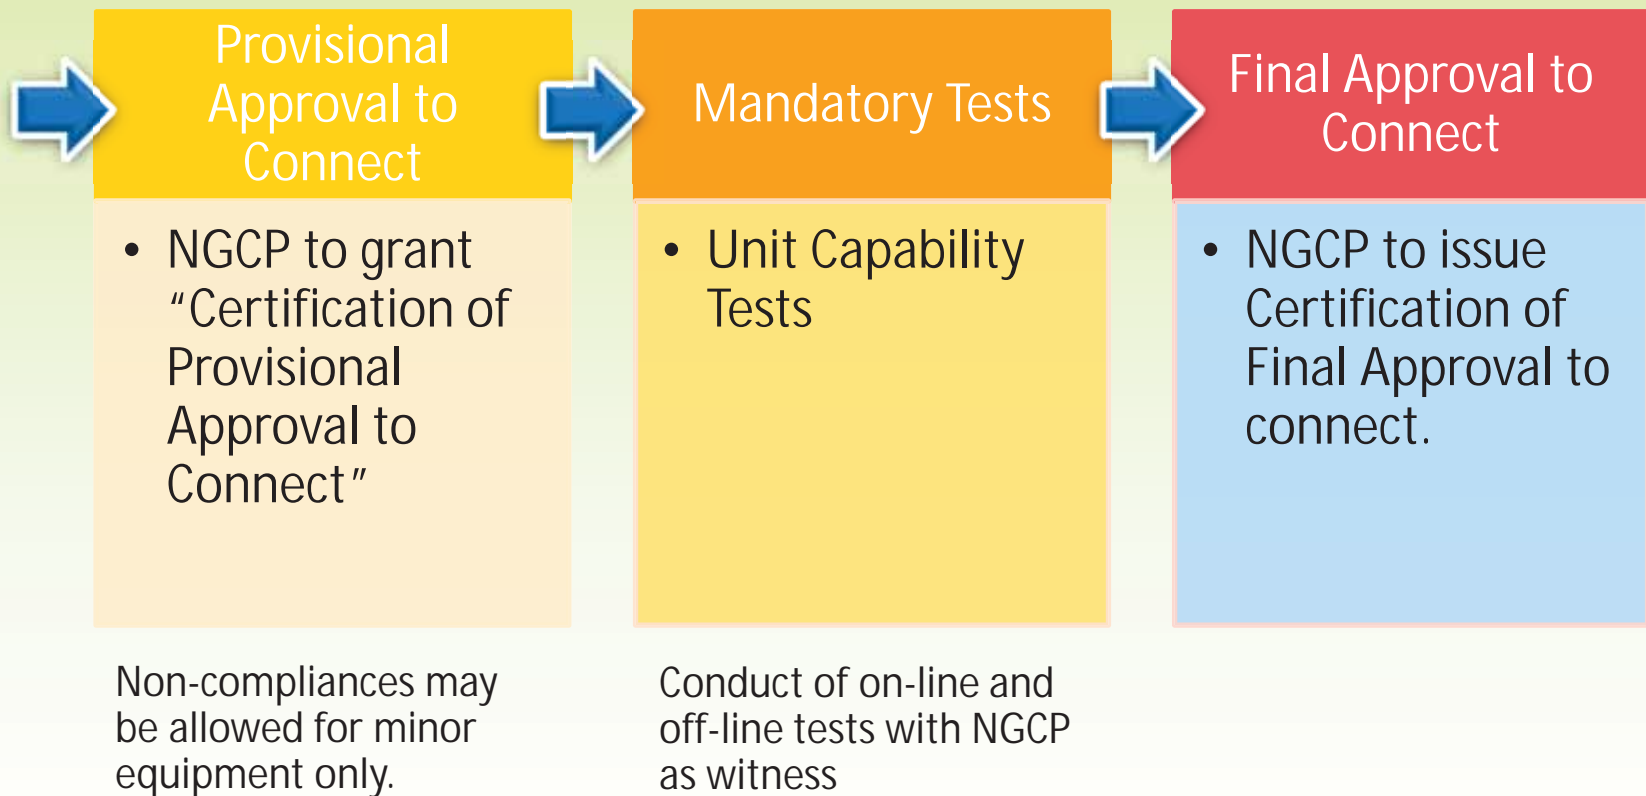 Provisional
Approval to
Connect
• NGCP to grant
“Certification of
Provisional
Approval to
Connect”
Non-compliances may
be allowed for minor
equipment only.
Mandatory Tests
• Unit Capability
Tests
Conduct of on-line and
off-line tests with NGCP
as witness
Final Approval to
Connect
• NGCP to issue
Certification of
Final Approval to
connect.